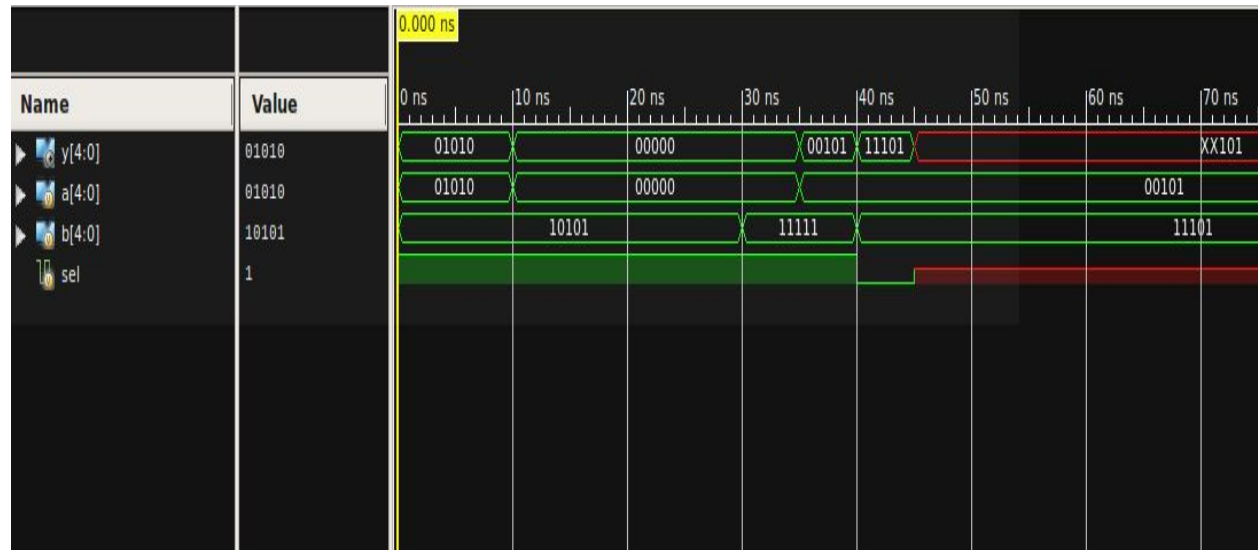 0.000 ns
Name Value 0 ns 10 ns 20 ns 30 ns 40 ns 50 ns 60 ns 70 ns
y[4:0] 01010 01010 00000 00101 11101 XX101
a[4:0] 01010 01010 00000 00101
b[4:0] 10101 10101 11111 11101
sel 1